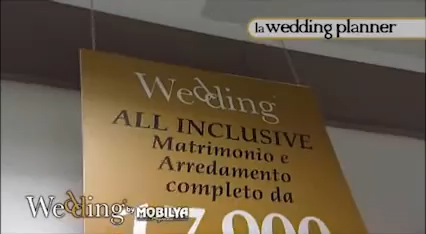 la wedding planner
Wedding
ALL INCLUSIVE
Matrimonio e
Arredamento
completo da
Wedding by MOBILYA